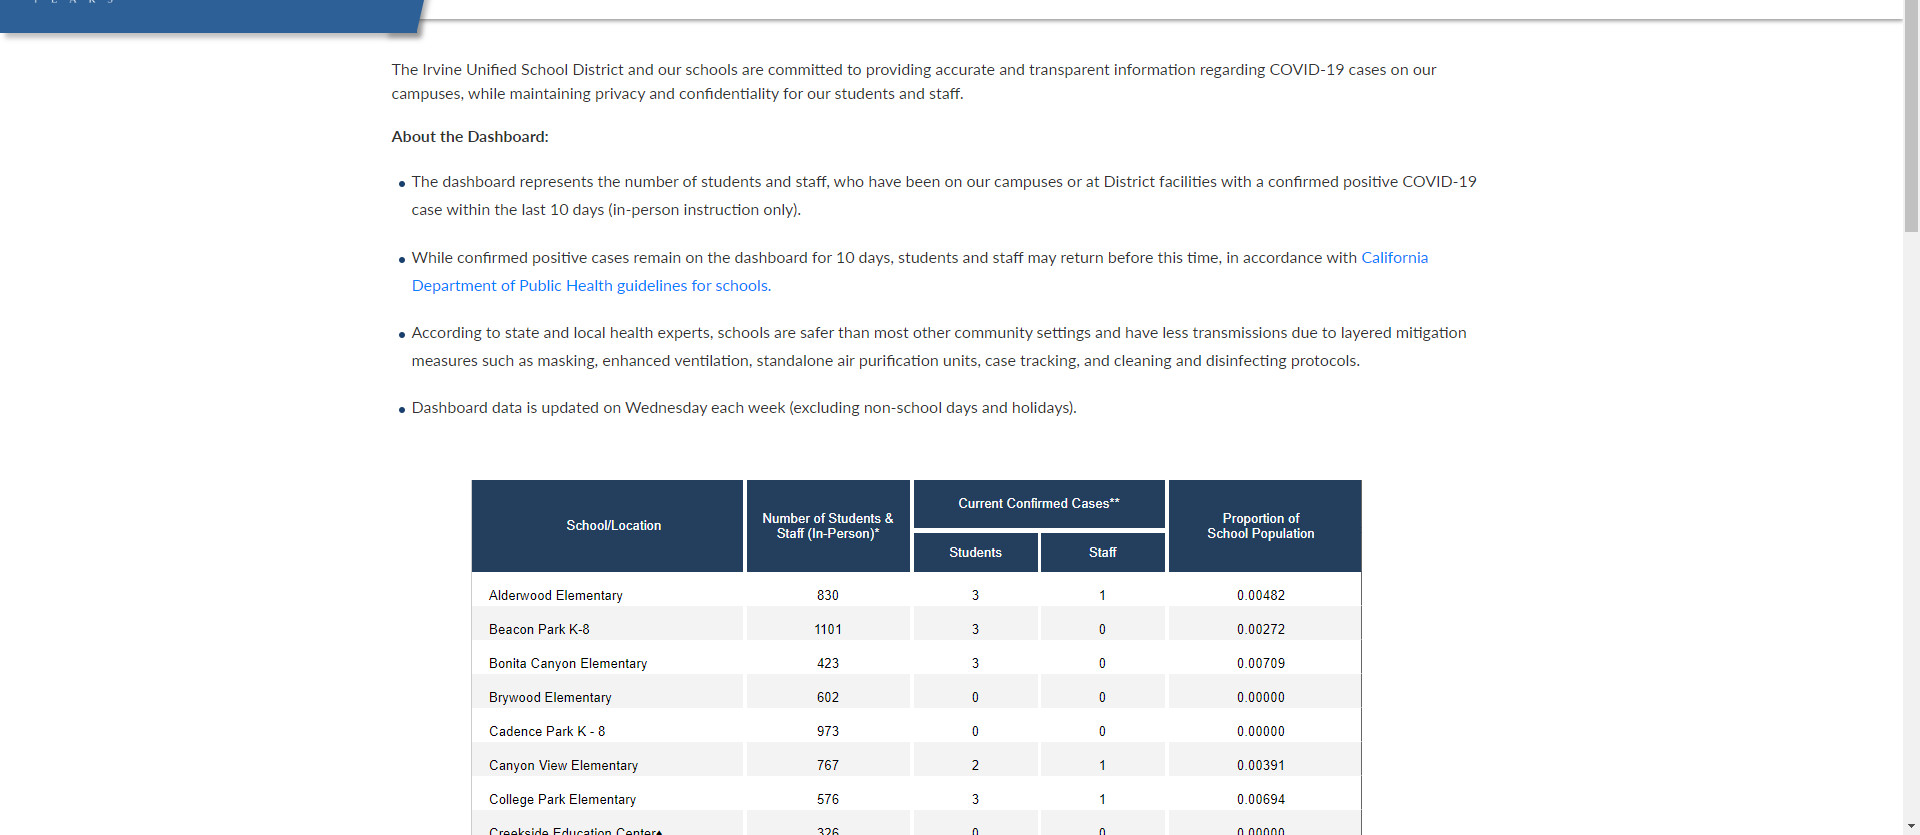 The Irvine Unified School District and our schools are committed to providing accurate and transparent information regarding COVID-19 cases on our
campuses, while maintaining privacy and confidentiality for our students and staff.
About the Dashboard:
• The dashboard represents the number of students and staff, who have been on our campuses or at District facilities with a confirmed positive COVID-19
case within the last 10 days (in-person instruction only).
• While confirmed positive cases remain on the dashboard for 10 days, students and staff may return before this time, in accordance with California
Department of Public Health guidelines for schools.
• According to state and local health experts, schools are safer than most other community settings and have less transmissions due to layered mitigation
measures such as masking, enhanced ventilation, standalone air purification units, case tracking, and cleaning and disinfecting protocols.
• Dashboard data is updated on Wednesday each week (excluding non-school days and holidays).
School/Location
Number of Students &
Staff (In-Person)*
Current Confirmed Cases**
Students Staff
Proportion of
School Population
Alderwood Elementary 830 3 1 0.00482
Beacon Park K-8 1101 3 0 0.00272
Bonita Canyon Elementary 423 3 0 0.00709
Brywood Elementary 602 0 0 0.00000
Cadence Park K - 8 973 0 0 0.00000
Canyon View Elementary 767 2 1 0.00391
College Park Elementary 576 3 1 0.00694
Creekside Education Center♦ 326 0 0 0.00000